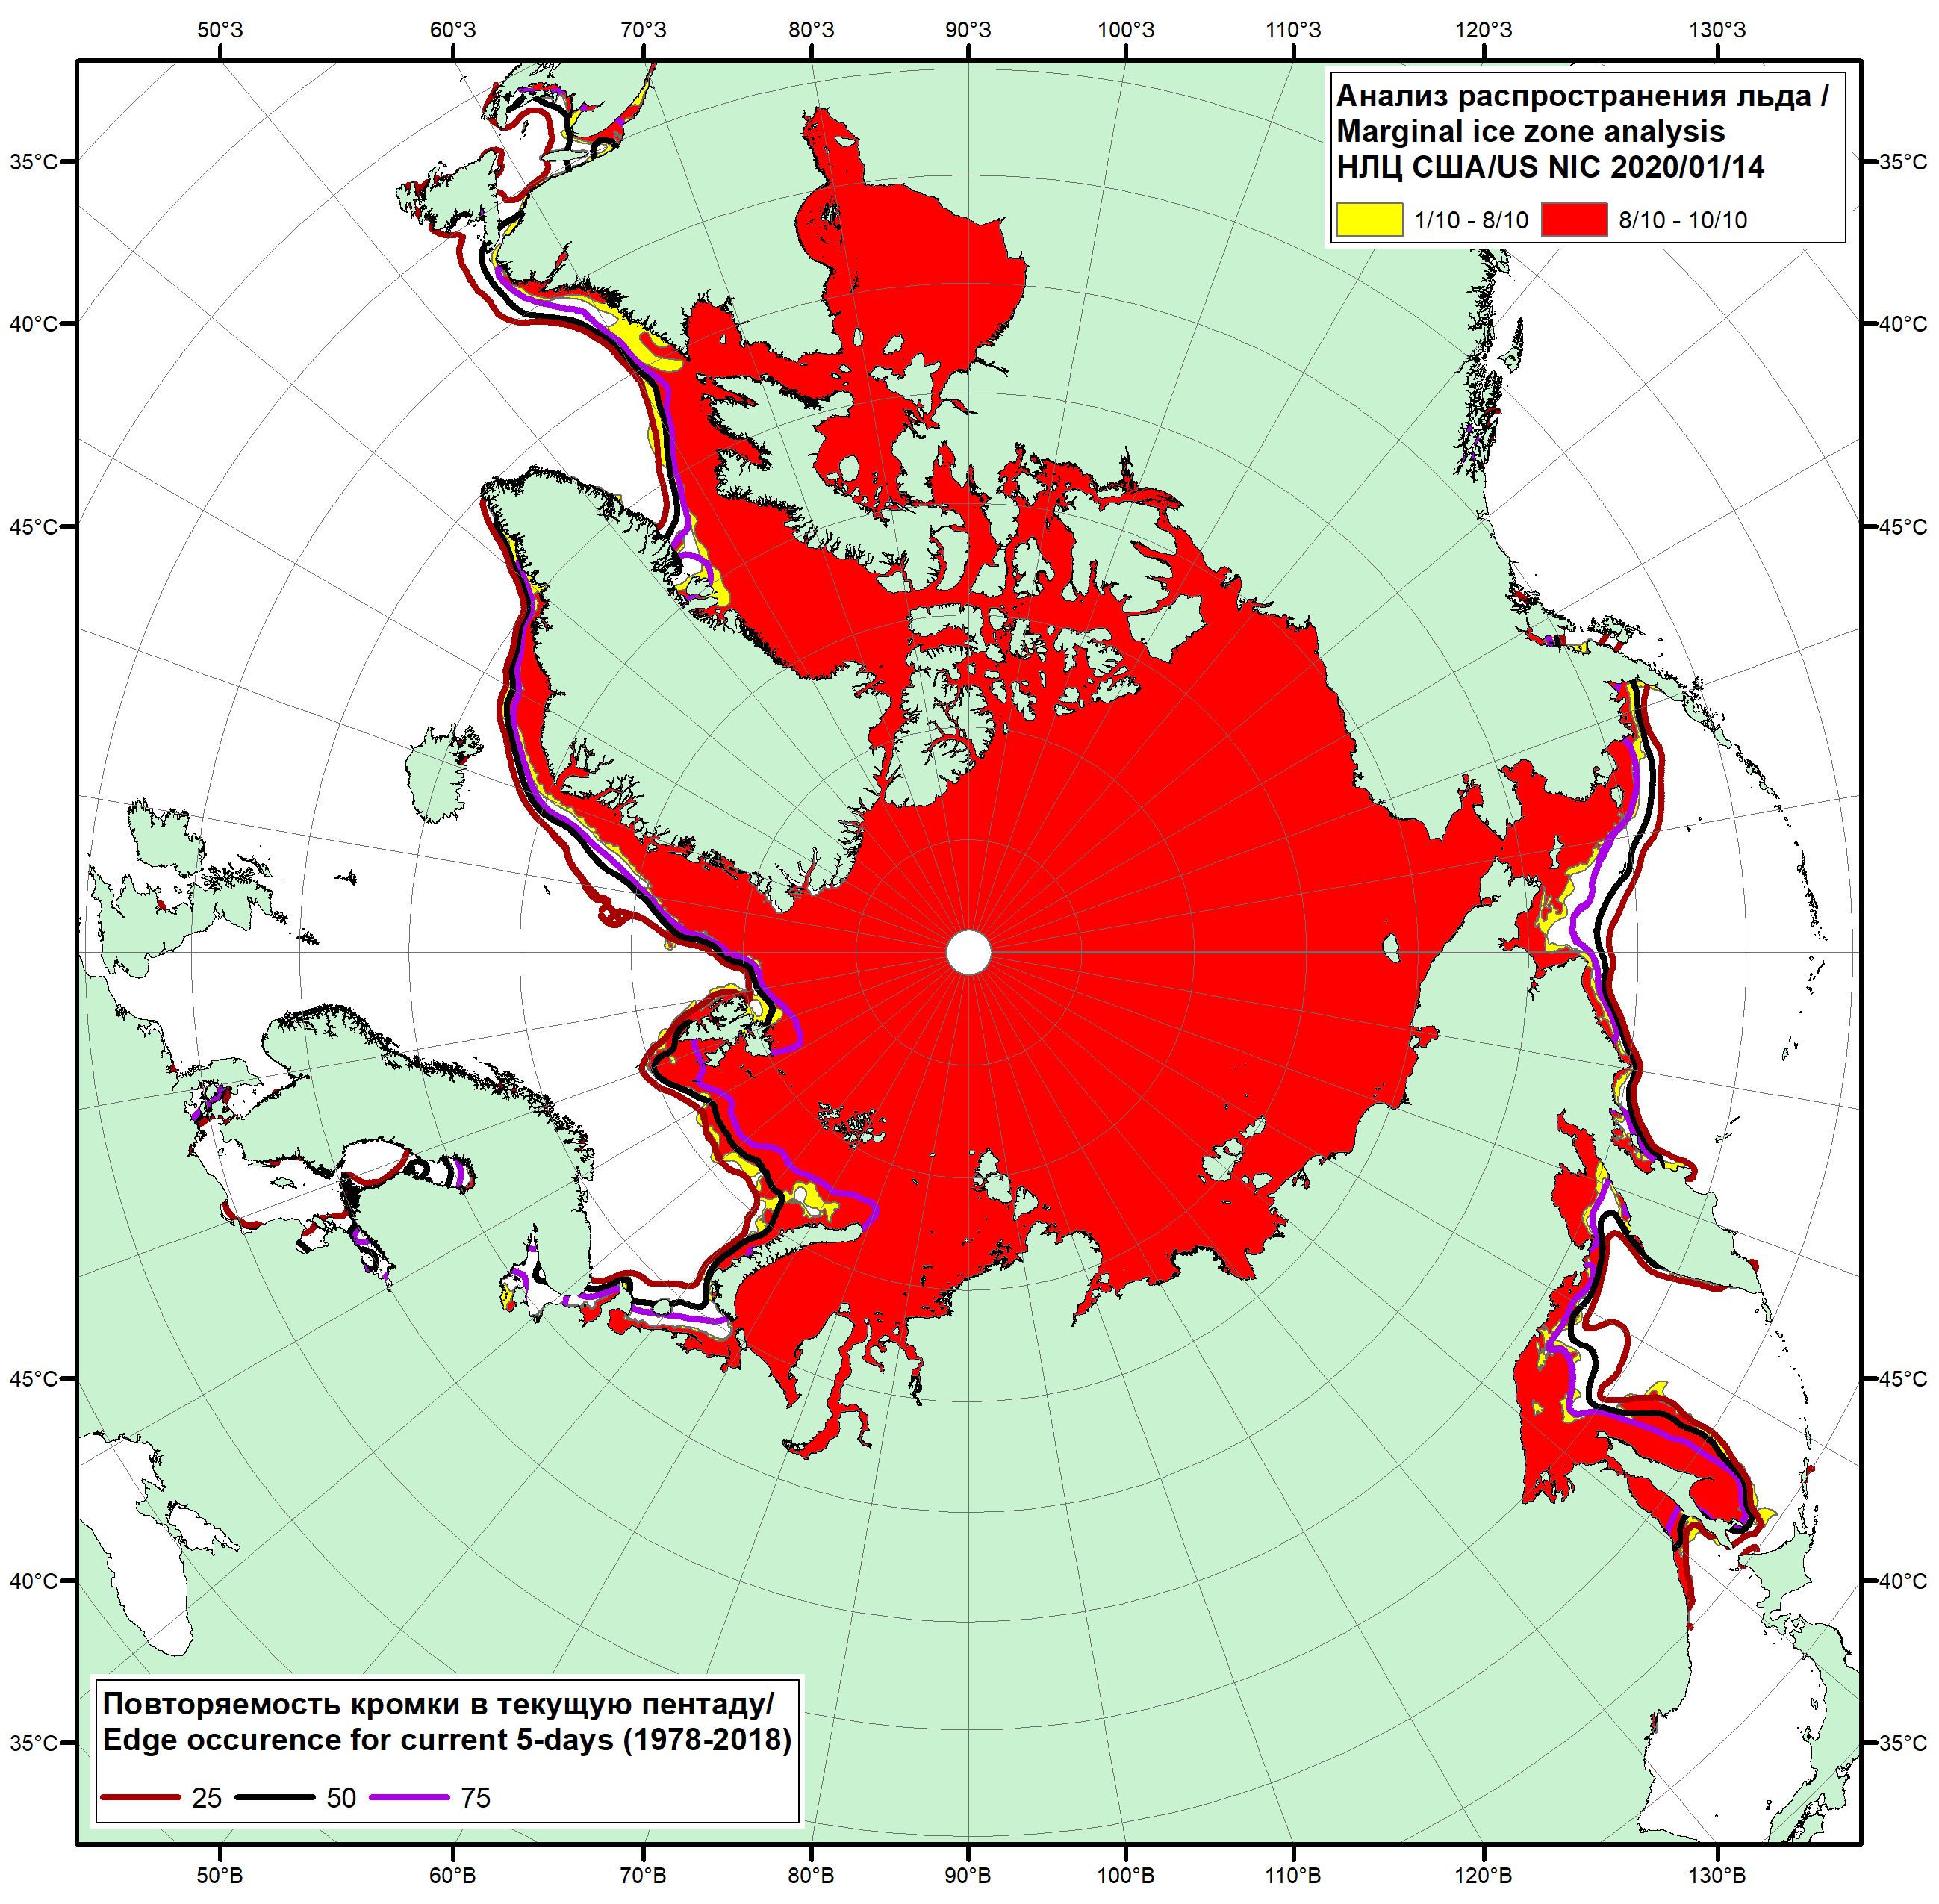 50°З 60°З 70°З 80°З 90°З 100°З 110°З 120°З 130°З
Анализ распространения льда /
Marginal ice zone analysis
НЛЦ США/US NIC 2020/01/14
1/10 - 8/10 8/10 - 10/10
35°С 35°С
40°С 40°С
45°С 45°С
45°С 45°С
40°С 40°С
35°С 35°С
Повторяемость кромки в текущую пентаду/
Edge occurence for current 5-days (1978-2018)
25 50 75
50°В 60°В 70°В 80°В 90°В 100°В 110°В 120°В 130°В